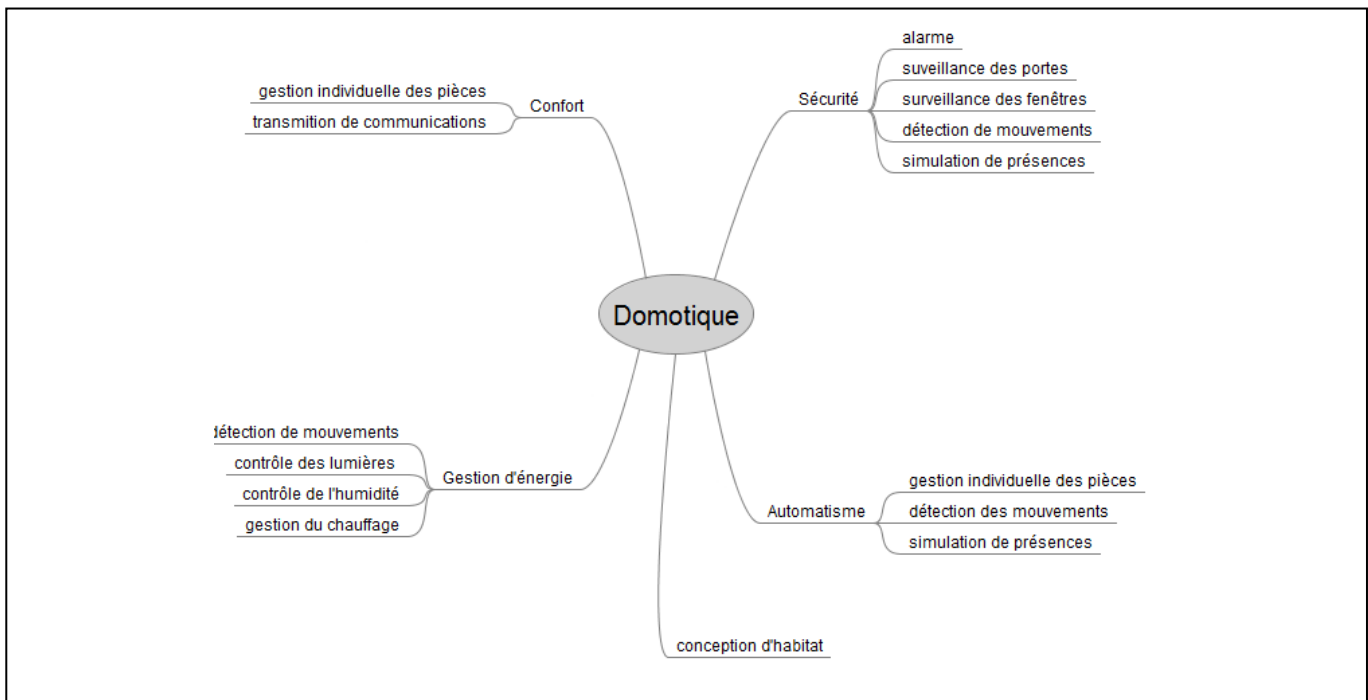 alarme
suveillance des portes
Sécurité
surveillance des fenêtres
détection de mouvements
simulation de présences
gestion individuelle des pièces
Confort
transmition de communications
Domotique
détection de mouvements
contrôle des lumières
Gestion d'énergie
contrôle de l'humidité
gestion du chauffage
gestion individuelle des pièces
Automatisme
détection des mouvements
simulation de présences
conception d'habitat